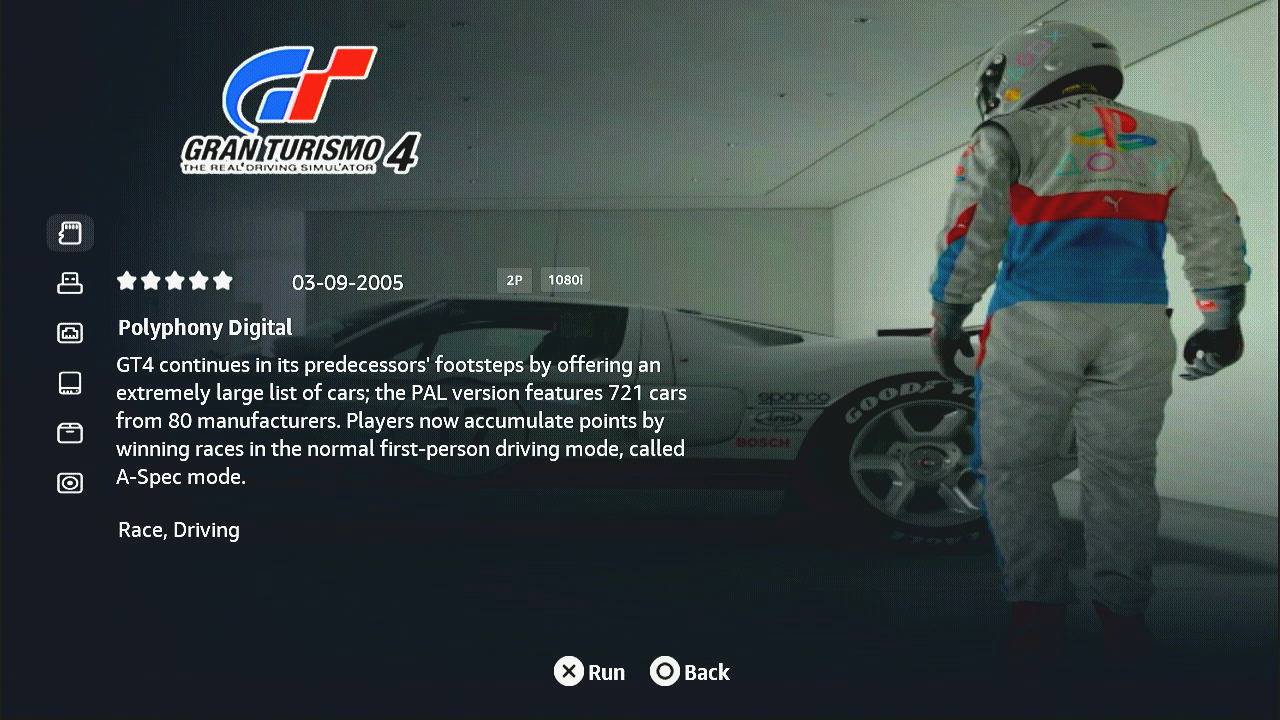 GRAN TURISMO 4
THE REAL DRIVING SIMULATOR
03-09-2005
2P
1080i
Polyphony Digital
GT4 continues in its predecessors' footsteps by offering an
extremely large list of cars; the PAL version features 721 cars
from 80 manufacturers. Players now accumulate points by
winning races in the normal first-person driving mode, called
A-Spec mode.
Race, Driving
sparco
BOSCH
Run
Back